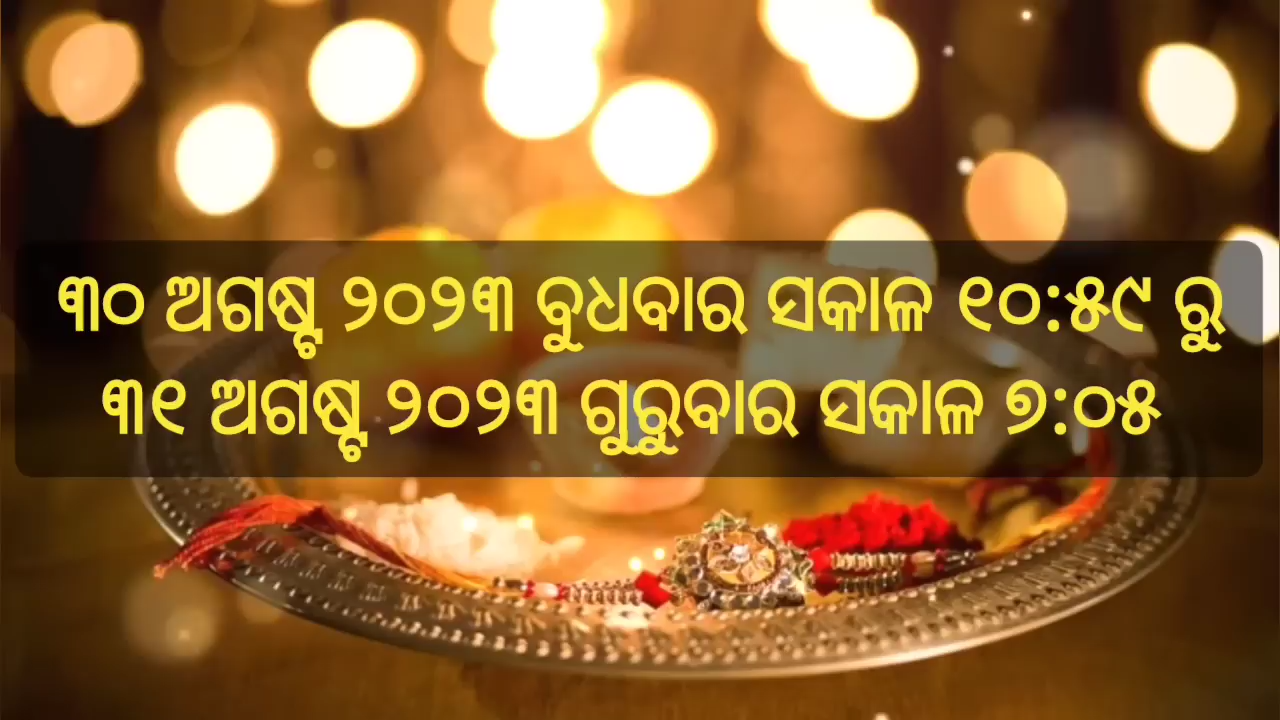 ୩୦ ଅଗଷ୍ଟ ୨୦୨୩ ବୁଧବାର ସକାଳ ୧୦:୫୯ ରୁ
୩୧ ଅଗଷ୍ଟ ୨୦୨୩ ଗୁରୁବାର ସକାଳ ୭:୦୫